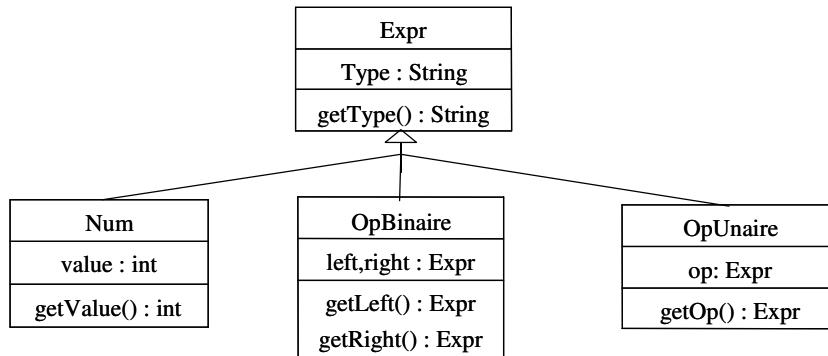 Expr
Type : String
getType() : String
Num
value : int
getValue() : int
OpBinaire
left,right : Expr
getLeft() : Expr
getRight() : Expr
OpUnaire
op: Expr
getOp() : Expr